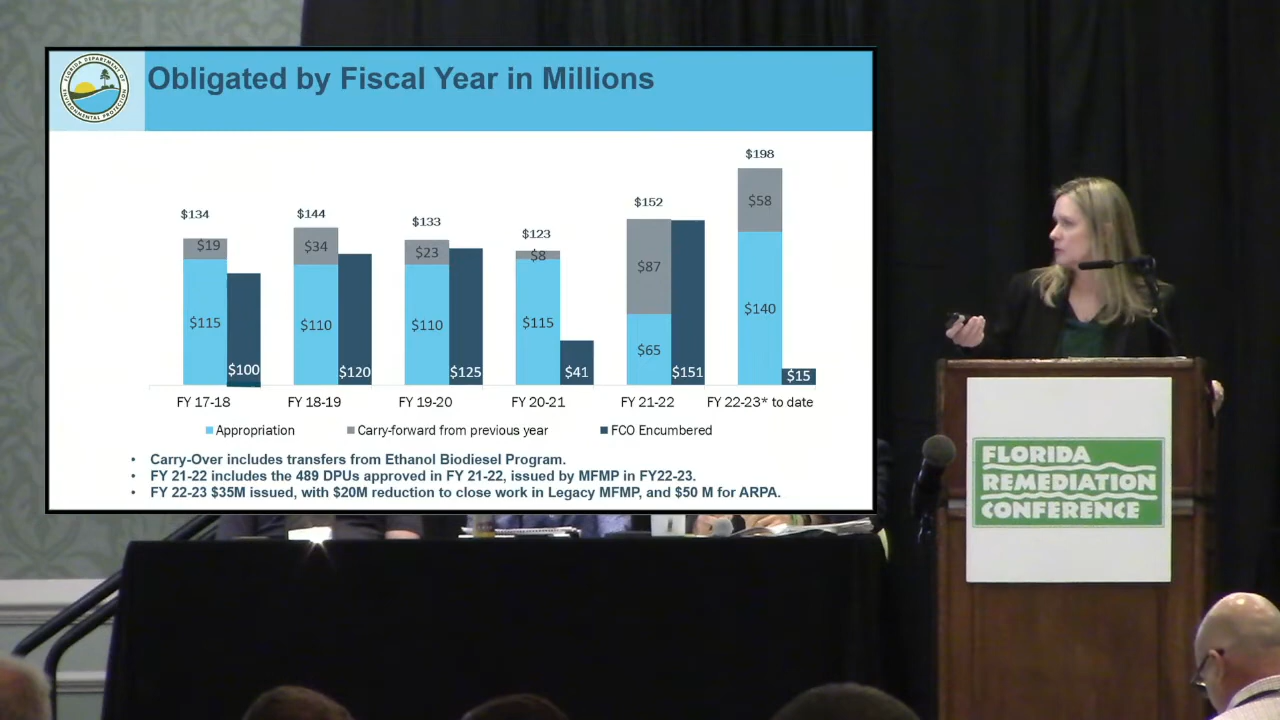 FLORIDA DEPARTMENT OF
ENVIRONMENTAL PROTECTION
Obligated by Fiscal Year in Millions
$134
$144
$133
$123
$152
$198
$19
$34
$23
$8
$87
$58
$115
$110
$110
$115
$65
$140
$100
$120
$125
$41
$151
$15
FY 17-18
FY 18-19
FY 19-20
FY 20-21
FY 21-22
FY 22-23* to date
Appropriation
Carry-forward from previous year
FCO Encumbered
• Carry-Over includes transfers from Ethanol Biodiesel Program.
• FY 21-22 includes the 489 DPUs approved in FY 21-22, issued by MFMP in FY22-23.
• FY 22-23 $35M issued, with $20M reduction to close work in Legacy MFMP, and $50 M for ARPA.
FLORIDA
REMEDIATION
CONFERENCE